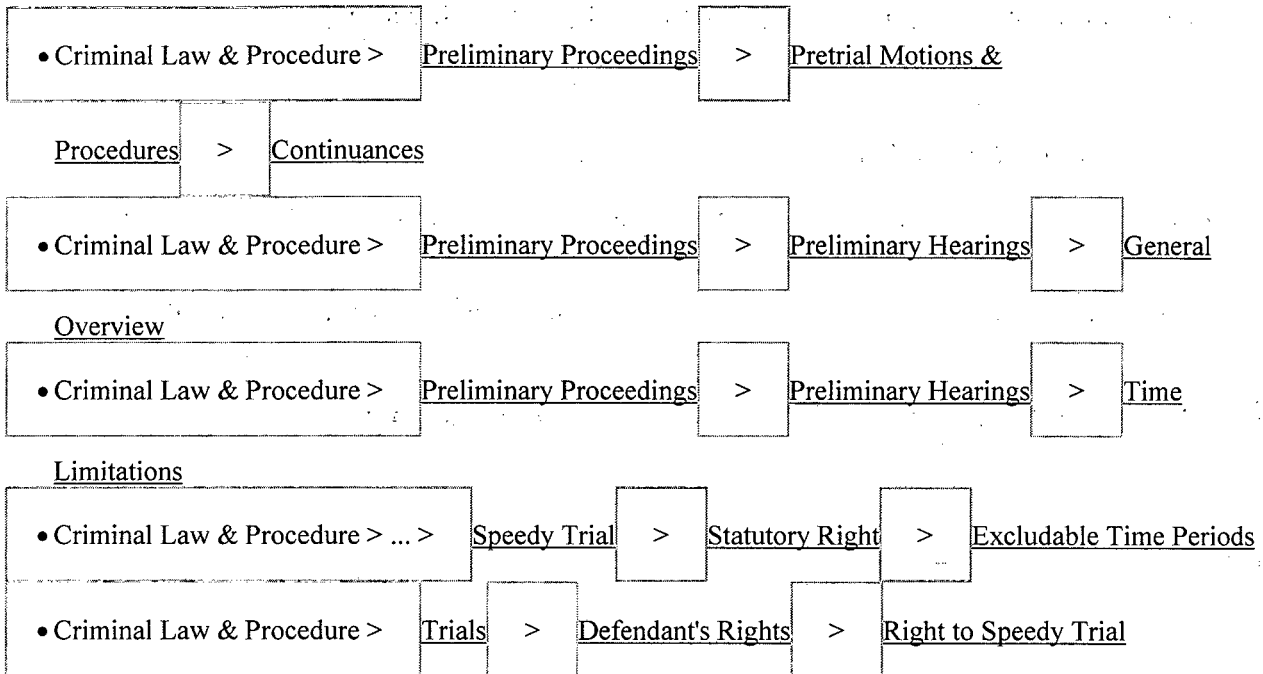 • Criminal Law & Procedure > Preliminary Proceedings > Pretrial Motions &
Procedures > Continuances
• Criminal Law & Procedure > Preliminary Proceedings > Preliminary Hearings > General
Overview
• Criminal Law & Procedure > Preliminary Proceedings > Preliminary Hearings > Time
Limitations
• Criminal Law & Procedure > ... > Speedy Trial > Statutory Right > Excludable Time Periods
• Criminal Law & Procedure > Trials > Defendant's Rights > Right to Speedy Trial